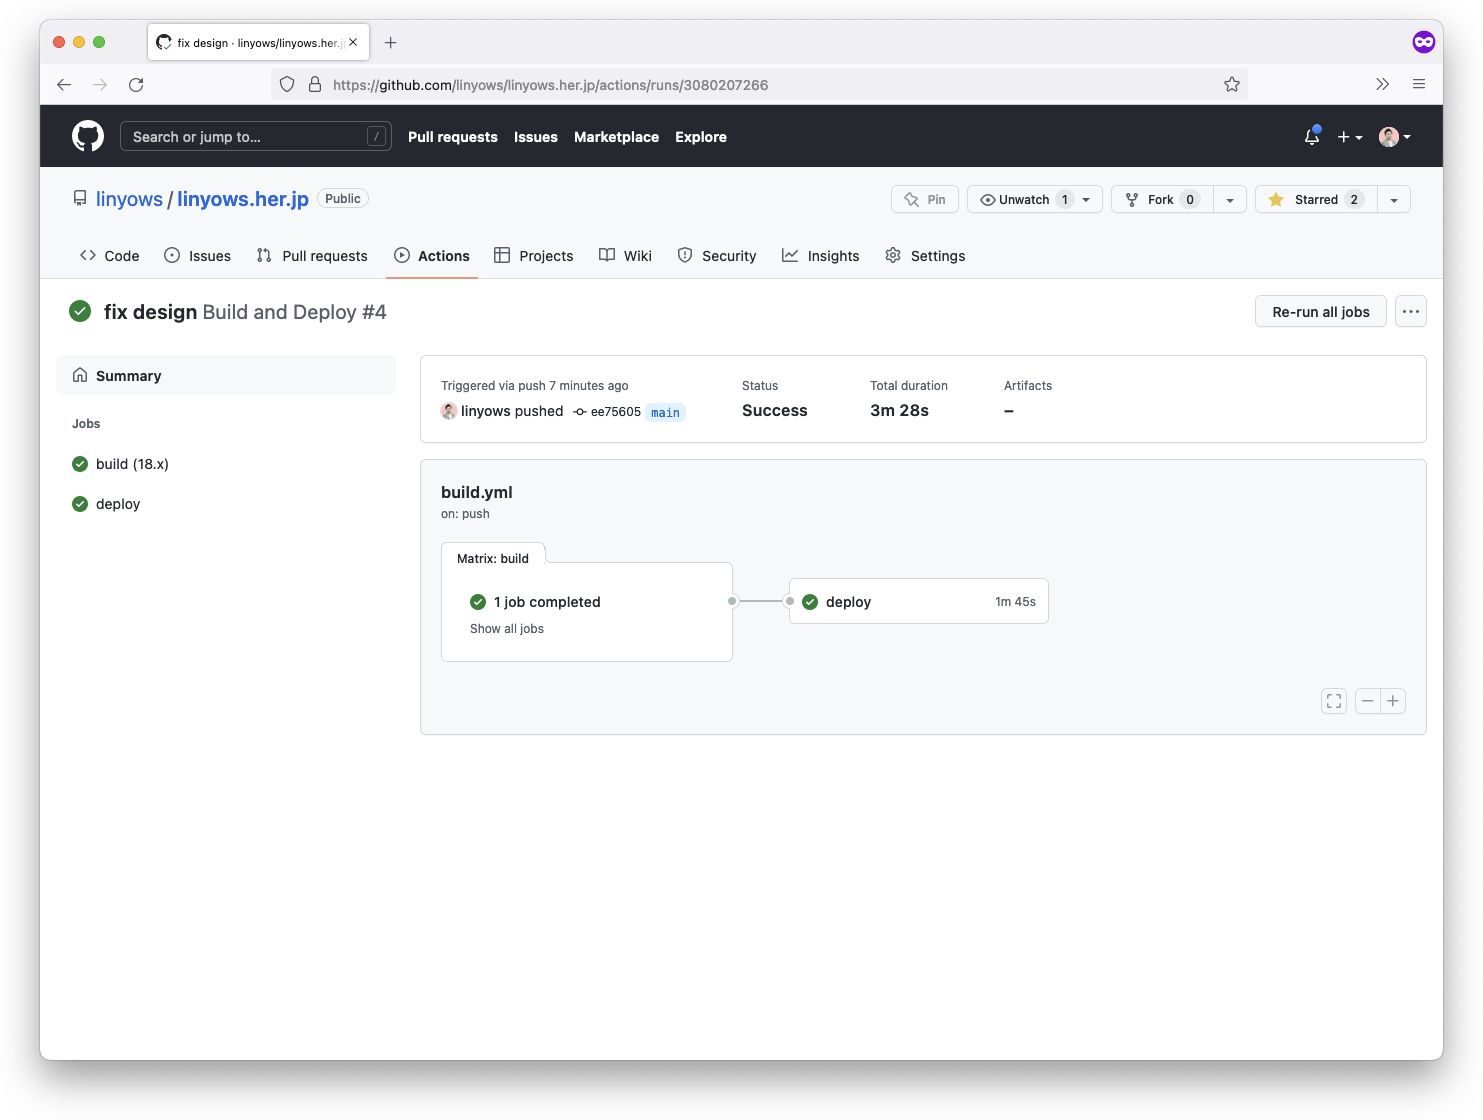 fix design · linyows/linyows.her.jp
https://github.com/linyows/linyows.her.jp/actions/runs/3080207266
Search or jump to... /
Pull requests Issues Marketplace Explore
linyows / linyows.her.jp Public
Pin Unwatch 1 Fork 0 Starred 2
Code Issues Pull requests Actions Projects Wiki Security Insights Settings
fix design Build and Deploy #4
Re-run all jobs
Summary
Jobs
build (18.x)
deploy
Triggered via push 7 minutes ago
linyows pushed ee75605 main
Status
Success
Total duration
3m 28s
Artifacts
–
build.yml
on: push
Matrix: build
1 job completed
Show all jobs
deploy 1m 45s